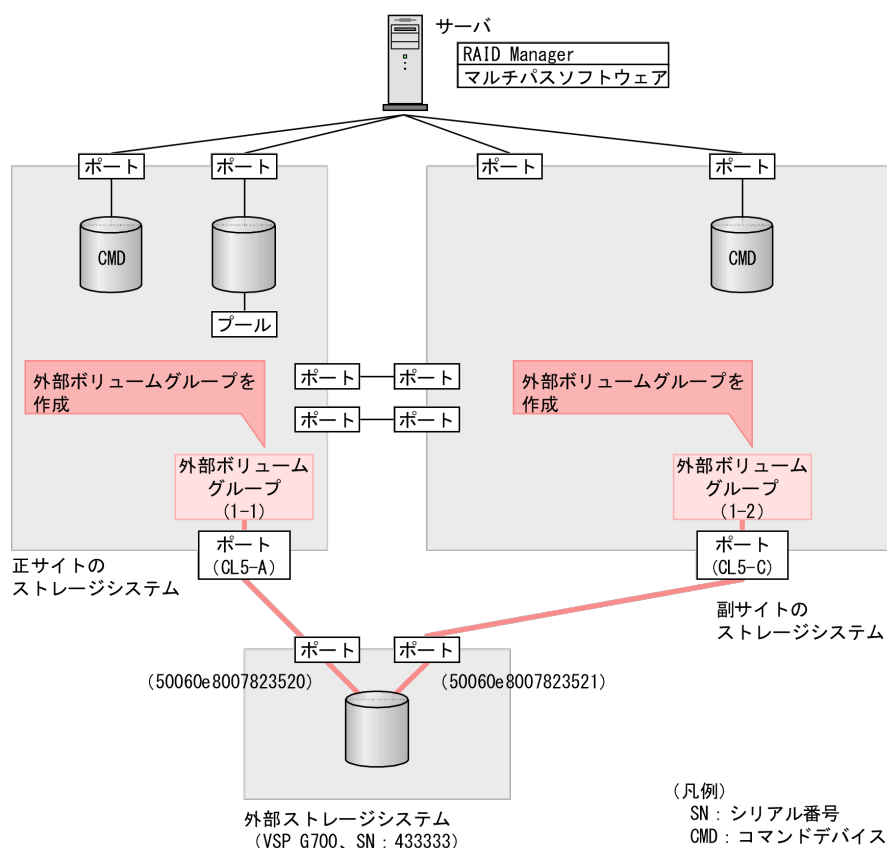 サーバ
RAID Manager
マルチパスソフトウェア
ポート
ポート
ポート
ポート
CMD
CMD
プール
ポート
ポート
ポート
ポート
外部ボリュームグループを
作成
外部ボリュームグループを
作成
外部ボリューム
グループ
(1-1)
外部ボリューム
グループ
(1-2)
ポート
(CL5-A)
ポート
(CL5-C)
正サイトの
ストレージシステム
副サイトの
ストレージシステム
ポート
ポート
(50060e8007823520)
(50060e8007823521)
外部ストレージシステム
(VSP G700、SN：433333)
(凡例)
SN：シリアル番号
CMD：コマンドデバイス